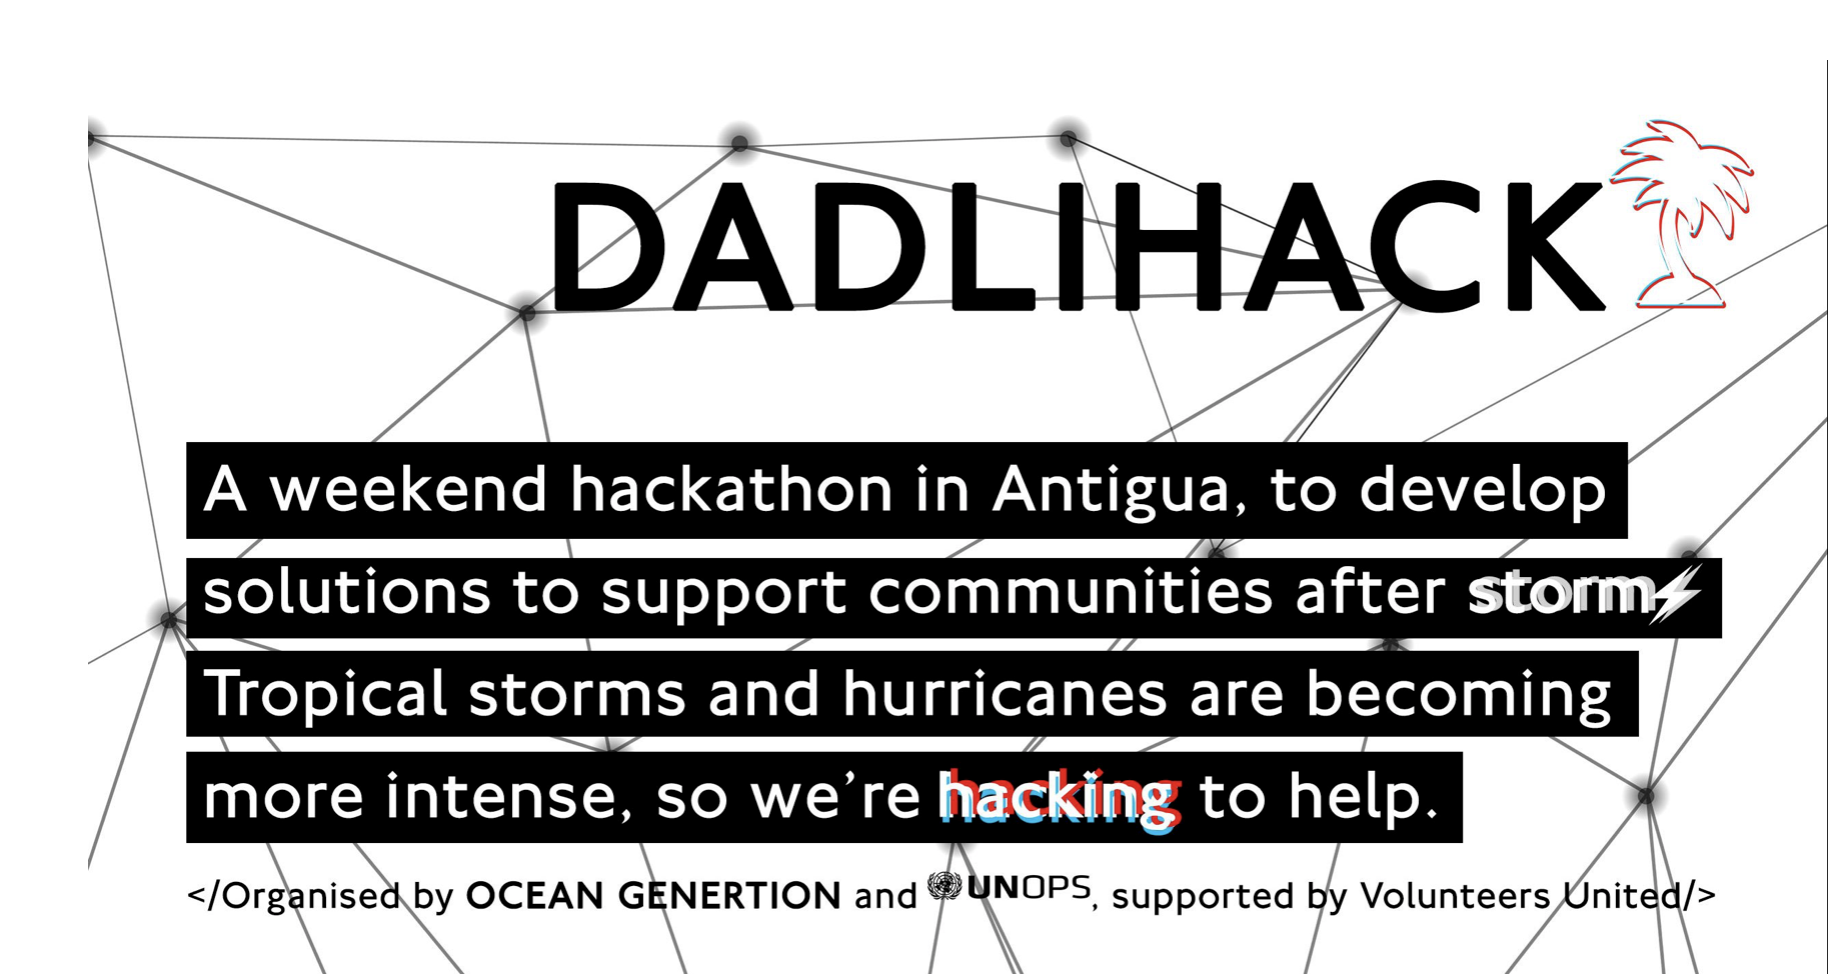 DADLIHACK
A weekend hackathon in Antigua, to develop
solutions to support communities after storm
Tropical storms and hurricanes are becoming
more intense, so we’re hacking to help.
</Organised by OCEAN GENERTION and UNOPS, supported by Volunteers United/>